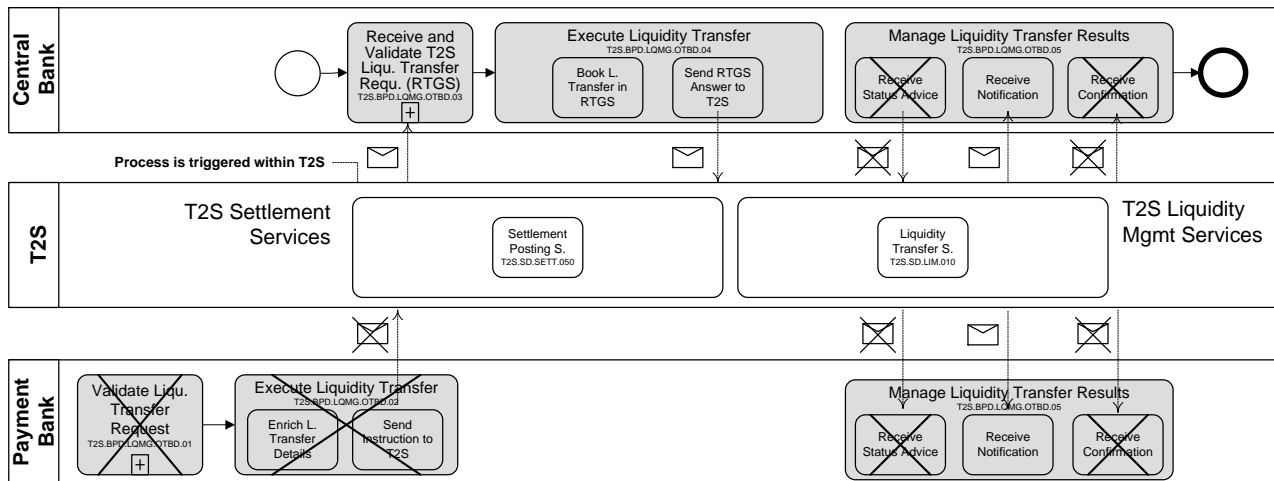 Central
Bank
Receive and
Validate T2S
Liqu. Transfer
Requ. (RTGS)
T2S.BPD.LQMG.OTBD.03
+
Execute Liquidity Transfer
T2S.BPD.LQMG.OTBD.04
Book L.
Transfer in
RTGS
Send RTGS
Answer to
T2S
Manage Liquidity Transfer Results
T2S.BPD.LQMG.OTBD.05
Receive
Status Advice
Receive
Notification
Receive
Confirmation
Process is triggered within T2S
T2S
T2S Settlement
Services
Settlement
Posting S.
T2S.SD.SETT.050
Liquidity
Transfer S.
T2S.SD.LIM.010
T2S Liquidity
Mgmt Services
Payment
Bank
Validate Liqu.
Transfer
Request
T2S.BPD.LQMG.OTBD.01
+
Execute Liquidity Transfer
T2S.BPD.LQMG.OTBD.02
Enrich L.
Transfer
Details
Send
Instruction to
T2S
Manage Liquidity Transfer Results
T2S.BPD.LQMG.OTBD.05
Receive
Status Advice
Receive
Notification
Receive
Confirmation